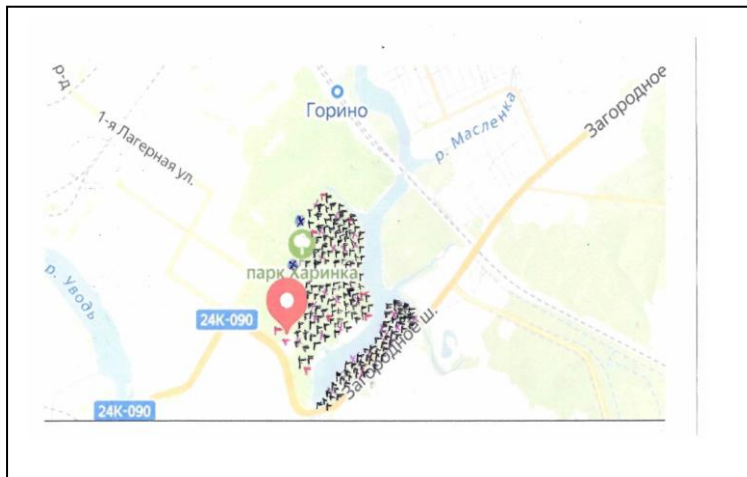 р-д
Горино
1-я Лагерная ул.
р. Масленка
Загородное
парк Харинка
р. Уводь
24К-090
Загородное ш.
24К-090